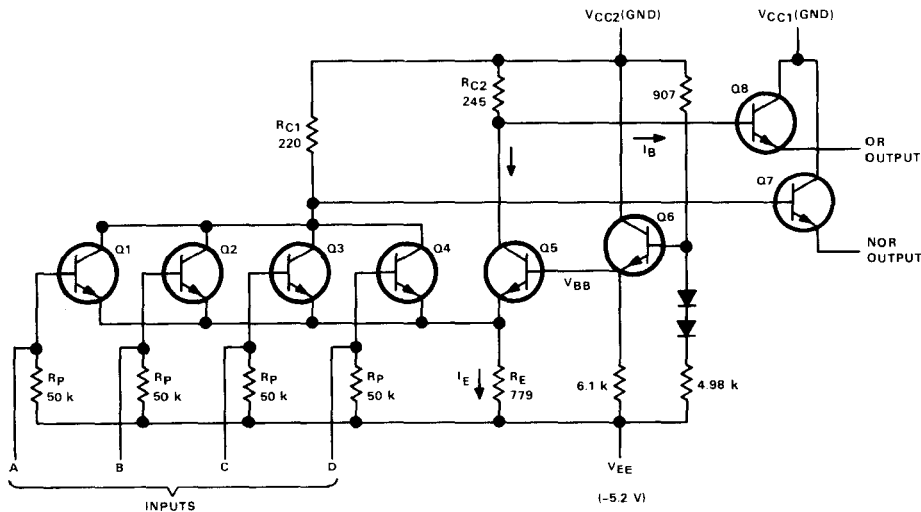 VCC2(GND)
VCC1(GND)
RC2
245
907
Q8
RC1
220
IB
OR
OUTPUT
Q7
Q1
Q2
Q3
Q4
Q5
Q6
NOR
OUTPUT
VBB
RP
50 k
RP
50 k
RP
50 k
RP
50 k
IE
RE
779
6.1 k
4.98 k
A
B
C
D
VEE
INPUTS
(-5.2 V)